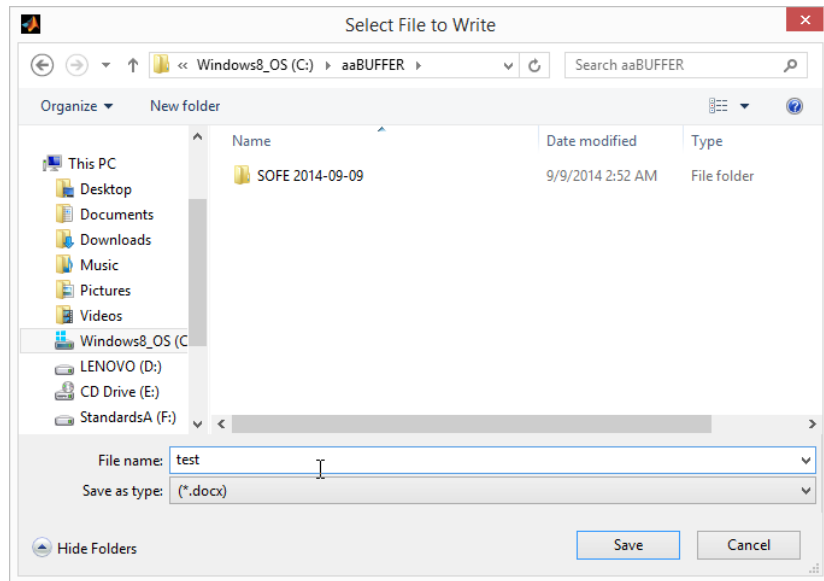 Select File to Write
« Windows8_OS (C:) aaBUFFER Search aaBUFFER
Organize New folder
Name Date modified Type
This PC
SOFE 2014-09-09 9/9/2014 2:52 AM File folder
Desktop
Documents
Downloads
Music
Pictures
Videos
Windows8_OS (C
LENOVO (D:)
CD Drive (E:)
StandardsA (F:)
File name: test
Save as type: (*.docx)
Hide Folders Save Cancel